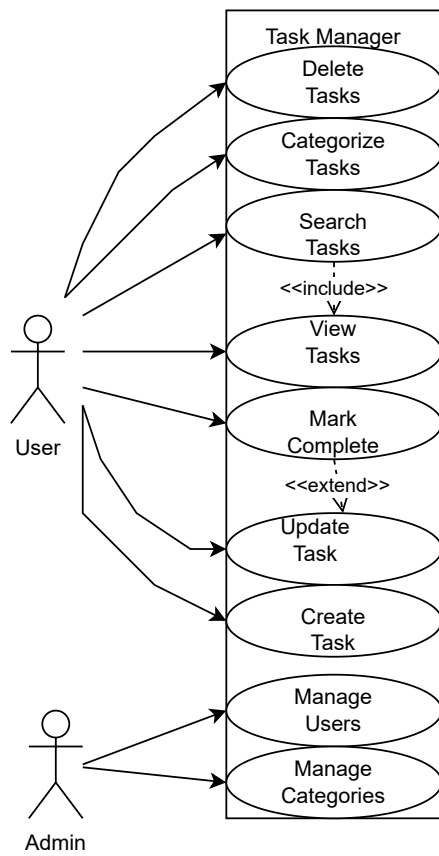 Task Manager
Delete
Tasks
Categorize
Tasks
Search
Tasks
<<include>>
View
Tasks
Mark
Complete
<<extend>>
Update
Task
Create
Task
Manage
Users
Manage
Categories
User
Admin